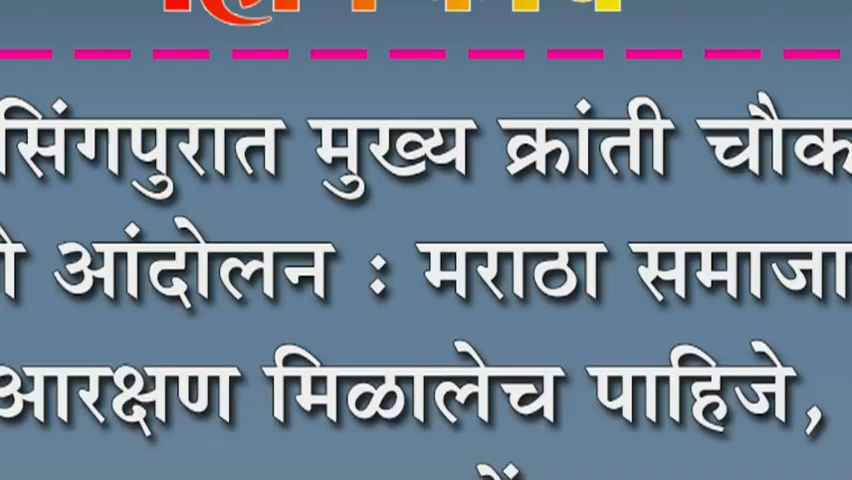 सिंगपुरात मुख्य क्रांती चौक
आंदोलन : मराठा समाजा
आरक्षण मिळालेच पाहिजे,